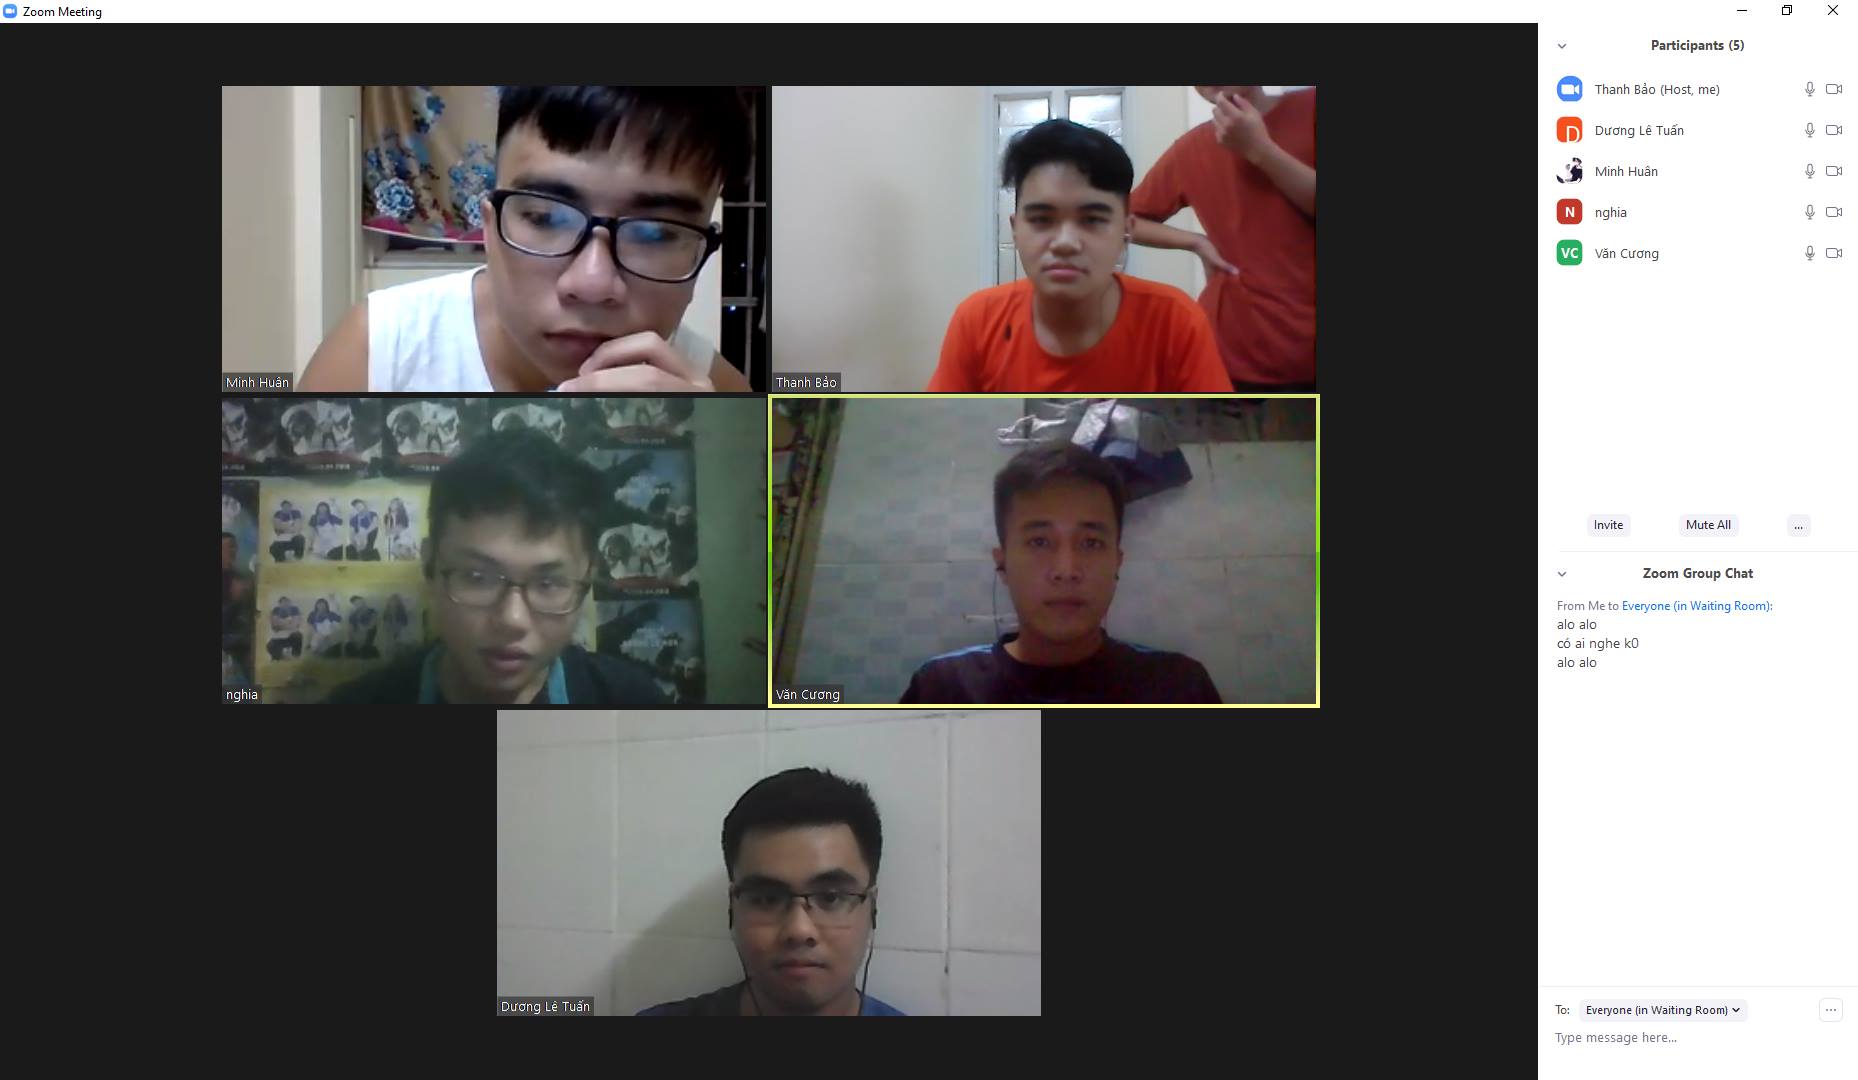 Zoom Meeting
Minh Huân
Thanh Bảo
nghia
Văn Cương
Dương Lê Tuấn
Participants (5)
Thanh Bảo (Host, me)
D
Dương Lê Tuấn
Minh Huân
N
nghia
VC
Văn Cương
Invite
Mute All
...
Zoom Group Chat
From Me to Everyone (in Waiting Room):
alo alo
có ai nghe k0
alo alo
To: Everyone (in Waiting Room)
...
Type message here...